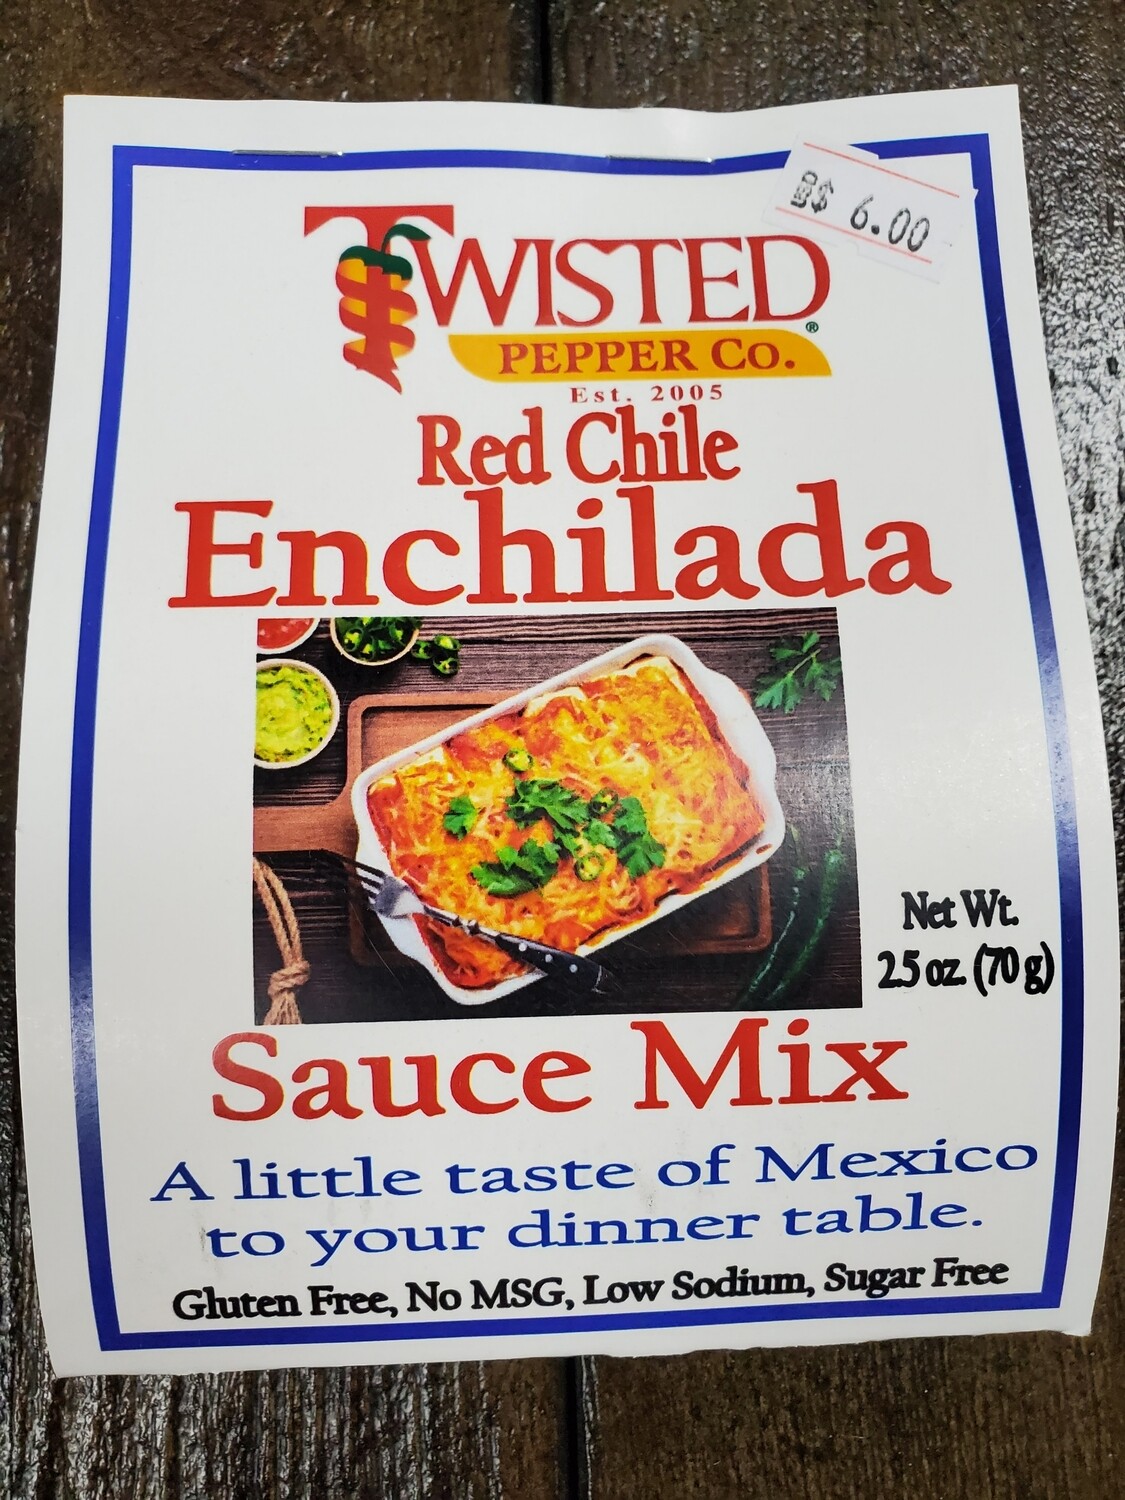 B$ 6.00
TWISTED®
PEPPER CO.
Est. 2005
Red Chile
Enchilada
Net Wt.
2.5 oz. (70 g)
Sauce Mix
A little taste of Mexico
to your dinner table.
Gluten Free, No MSG, Low Sodium, Sugar Free